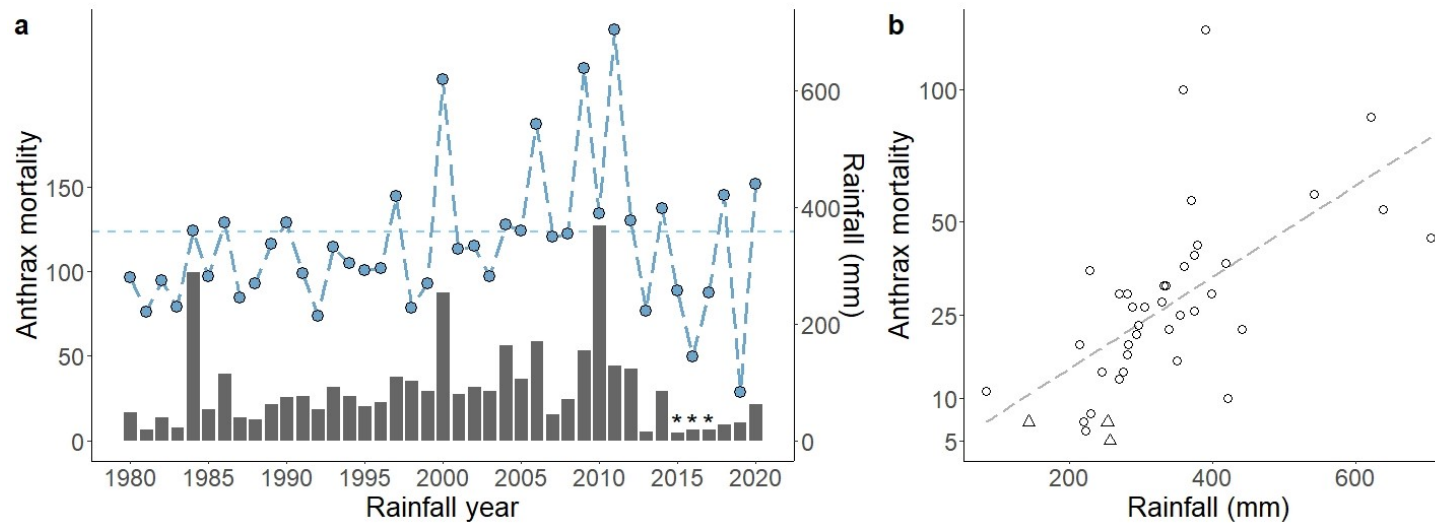 a
Anthrax mortality
150
100
50
0
600
400
200
0
Rainfall (mm)
* * *
1980 1985 1990 1995 2000 2005 2010 2015 2020
Rainfall year
b
Anthrax mortality
100
50
25
10
5
200 400 600
Rainfall (mm)